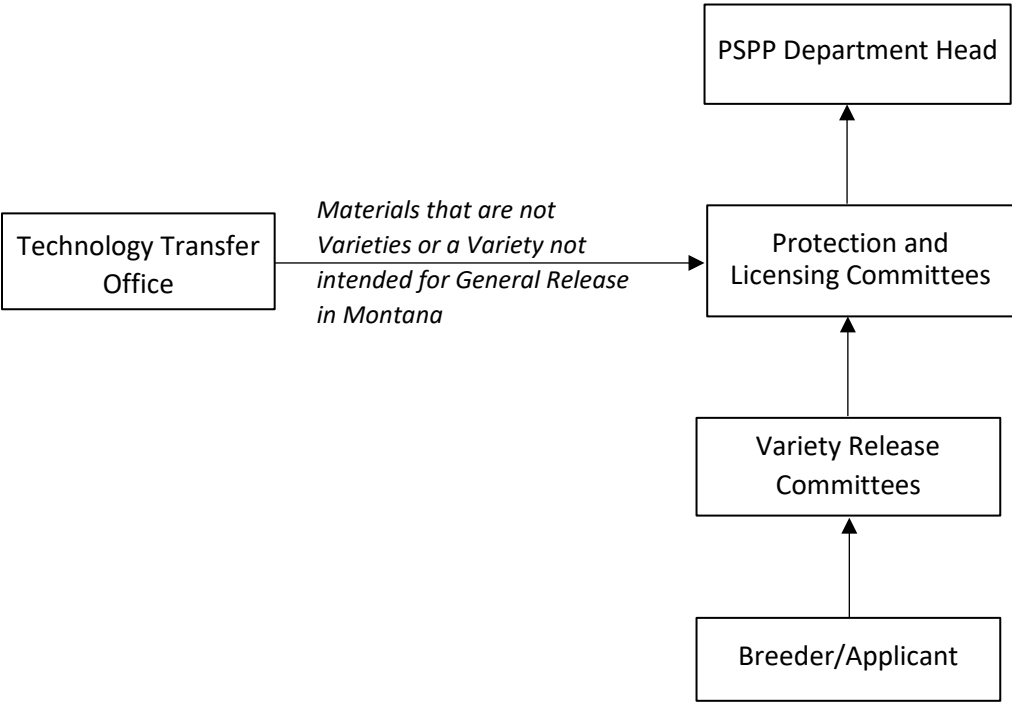 PSPP Department Head
Materials that are not
Varieties or a Variety not
intended for General Release
in Montana
Technology Transfer
Office
Protection and
Licensing Committees
Variety Release
Committees
Breeder/Applicant